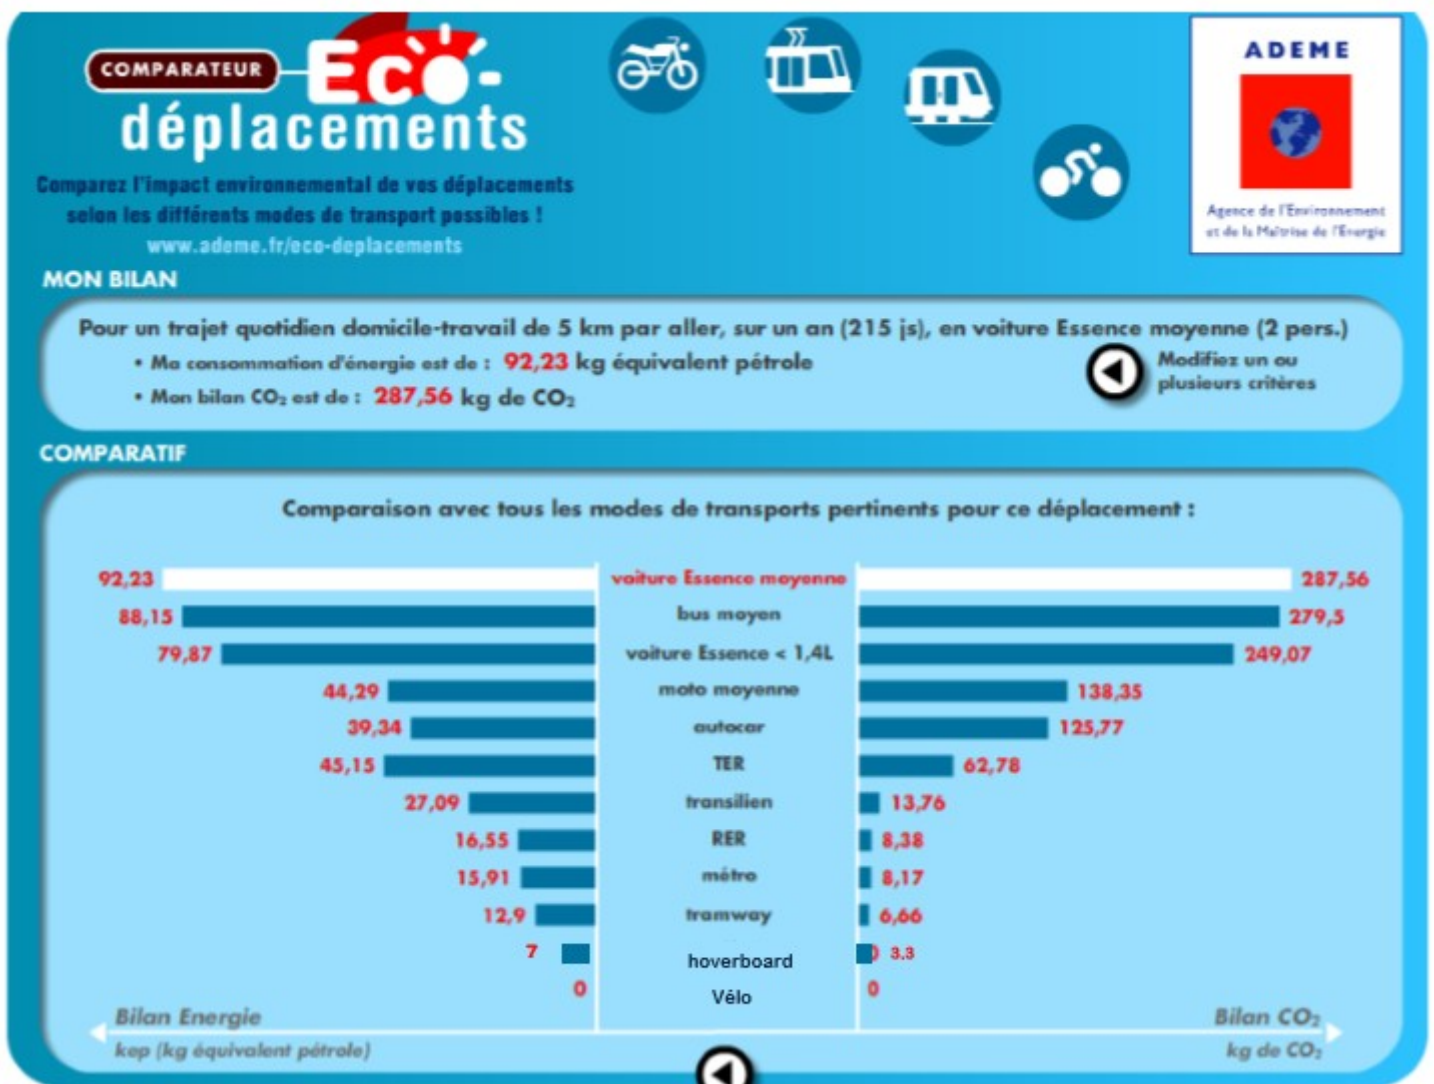 COMPARATEUR
Eco-
déplacements
Comparez l'impact environnemental de vos déplacements
selon les différents modes de transport possibles !
www.ademe.fr/eco-deplacements
ADEME
Agence de l'Environnement
et de la Maîtrise de l'Energie
MON BILAN
Pour un trajet quotidien domicile-travail de 5 km par aller, sur un an (215 js), en voiture Essence moyenne (2 pers.)
• Ma consommation d'énergie est de : 92,23 kg équivalent pétrole
• Mon bilan CO₂ est de : 287,56 kg de CO₂
Modifiez un ou
plusieurs critères
COMPARATIF
Comparaison avec tous les modes de transports pertinents pour ce déplacement :
92,23 voiture Essence moyenne 287,56
88,15 bus moyen 279,5
79,87 voiture Essence < 1,4L 249,07
44,29 moto moyenne 138,35
39,34 autocar 125,77
45,15 TER 62,78
27,09 transilien 13,76
16,55 RER 8,38
15,91 métro 8,17
12,9 tramway 6,66
7 hoverboard 3.3
0 Vélo 0
Bilan Energie
kep (kg équivalent pétrole)
Bilan CO₂
kg de CO₂